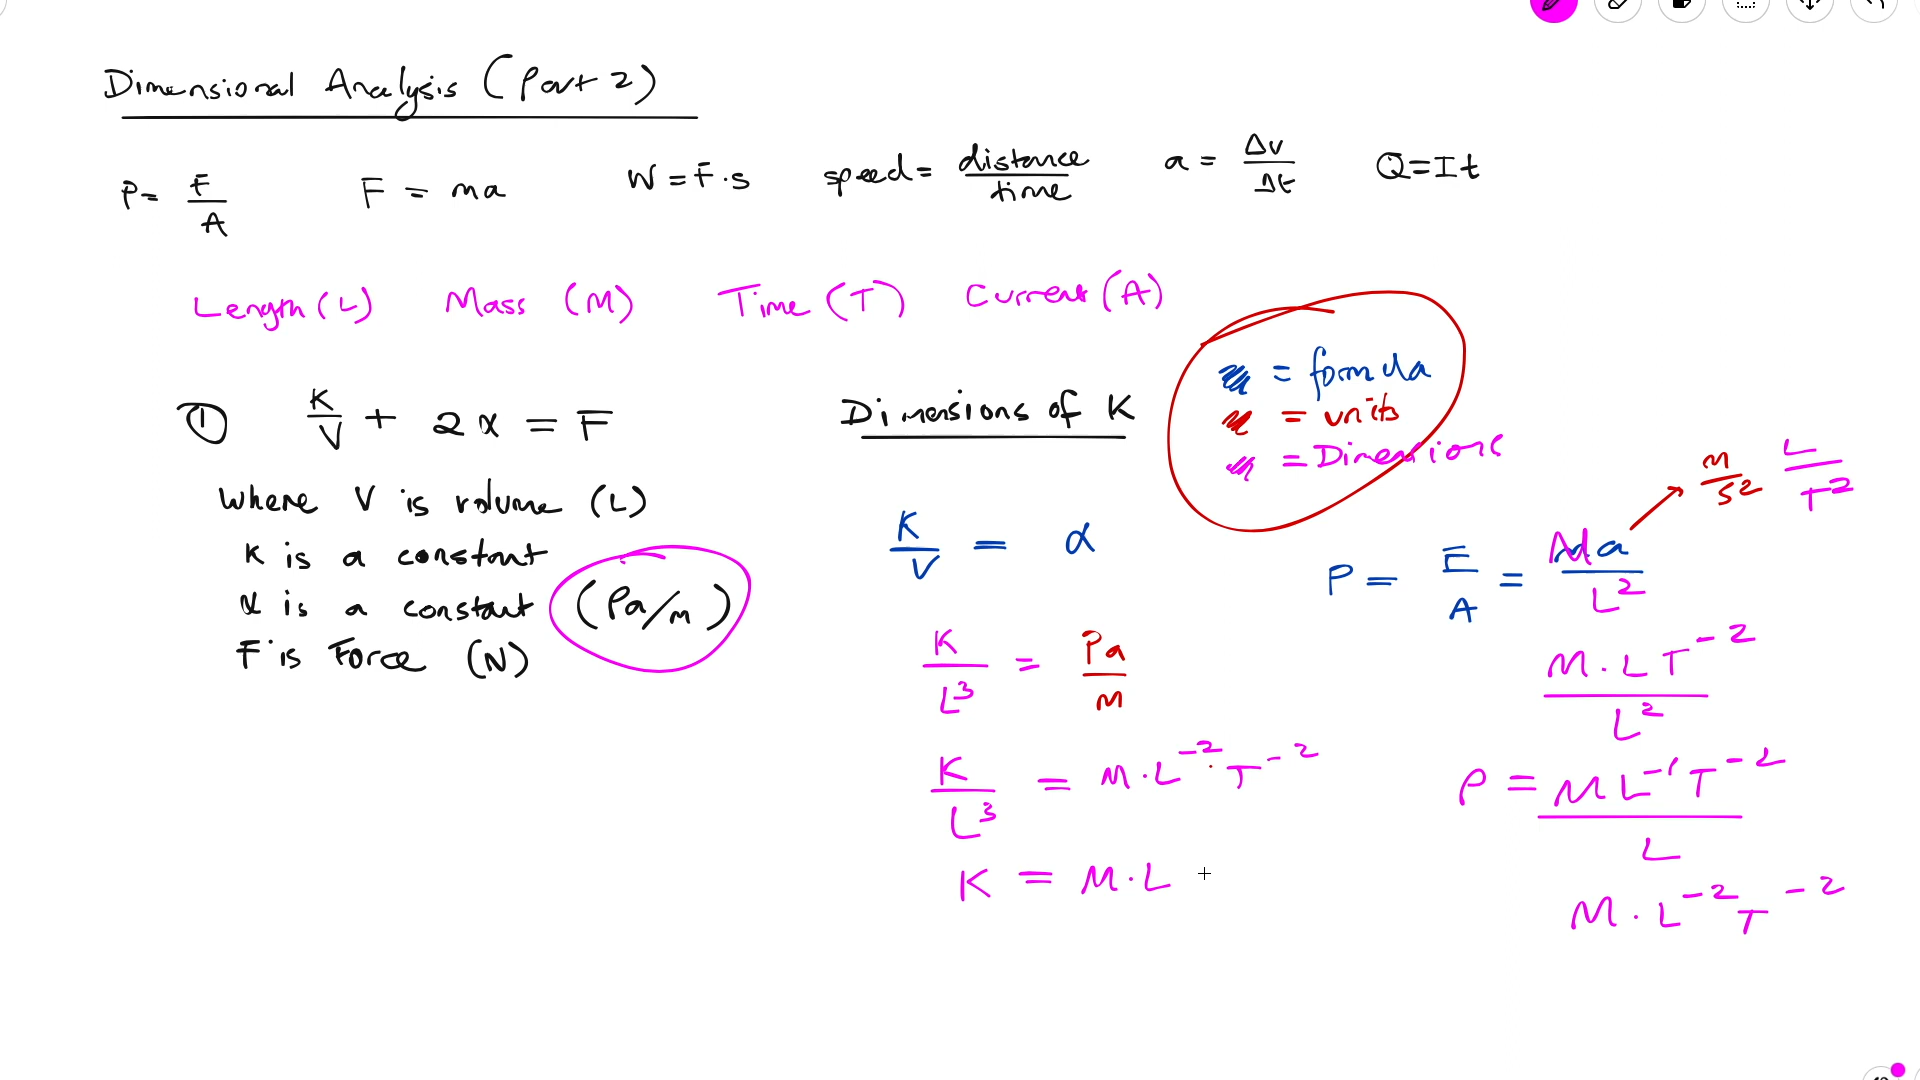 Dimensional Analysis (Part 2)
P = F/A
F = ma
W = F·s
speed = distance/time
a = Δv/Δt
Q = It
Length (L) Mass (M) Time (T) Current (A)
= formula
= units
= Dimensions
① K/V + 2α = F
where V is volume (L)
K is a constant
α is a constant (Pa/m)
F is Force (N)
Dimensions of K
K/V = α
K/L³ = Pa/m
K/L³ = M·L⁻²T⁻²
K = M·L
m/s² L/T²
P = F/A = Ma/L²
M·LT⁻²/L²
P = ML⁻¹T⁻²/L
M·L⁻²T⁻²